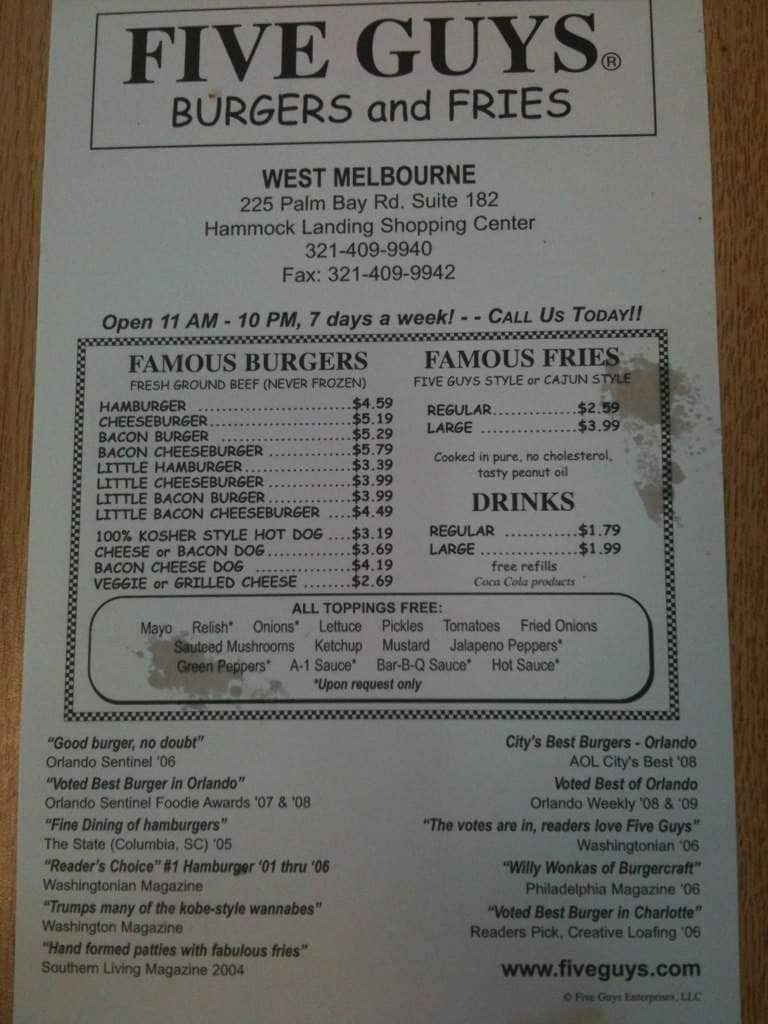 FIVE GUYS®
BURGERS and FRIES
WEST MELBOURNE
225 Palm Bay Rd. Suite 182
Hammock Landing Shopping Center
321-409-9940
Fax: 321-409-9942
Open 11 AM - 10 PM, 7 days a week! - - CALL US TODAY!!
FAMOUS BURGERS
FRESH GROUND BEEF (NEVER FROZEN)
HAMBURGER ....................$4.59
CHEESEBURGER....................$5.19
BACON BURGER ....................$5.29
BACON CHEESEBURGER ...........$5.79
LITTLE HAMBURGER...............$3.39
LITTLE CHEESEBURGER...........$3.99
LITTLE BACON BURGER...........$3.99
LITTLE BACON CHEESEBURGER ....$4.49
100% KOSHER STYLE HOT DOG ....$3.19
CHEESE or BACON DOG............$3.69
BACON CHEESE DOG ..............$4.19
VEGGIE or GRILLED CHEESE .......$2.69
FAMOUS FRIES
FIVE GUYS STYLE or CAJUN STYLE
REGULAR..............$2.59
LARGE ...............$3.99
Cooked in pure, no cholesterol,
tasty peanut oil
DRINKS
REGULAR ............$1.79
LARGE ...............$1.99
free refills
Coca Cola products
ALL TOPPINGS FREE:
Mayo Relish* Onions* Lettuce Pickles Tomatoes Fried Onions
Sauteed Mushrooms Ketchup Mustard Jalapeno Peppers*
Green Peppers* A-1 Sauce* Bar-B-Q Sauce* Hot Sauce*
*Upon request only
"Good burger, no doubt"
Orlando Sentinel '06
"Voted Best Burger in Orlando"
Orlando Sentinel Foodie Awards '07 & '08
"Fine Dining of hamburgers"
The State (Columbia, SC) '05
"Reader's Choice" #1 Hamburger '01 thru '06
Washingtonian Magazine
"Trumps many of the kobe-style wannabes"
Washington Magazine
"Hand formed patties with fabulous fries"
Southern Living Magazine 2004
City's Best Burgers - Orlando
AOL City's Best '08
Voted Best of Orlando
Orlando Weekly '08 & '09
"The votes are in, readers love Five Guys"
Washingtonian '06
"Willy Wonkas of Burgercraft"
Philadelphia Magazine '06
"Voted Best Burger in Charlotte"
Readers Pick, Creative Loafing '06
www.fiveguys.com
© Five Guys Enterprises, LLC